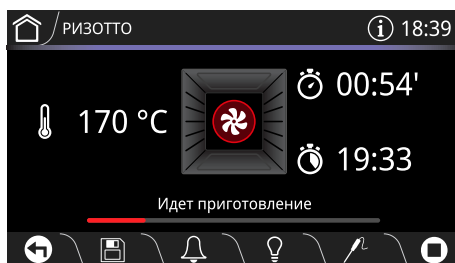 РИЗОТТО
i 18:39
170 °C
00:54'
19:33
Идет приготовление